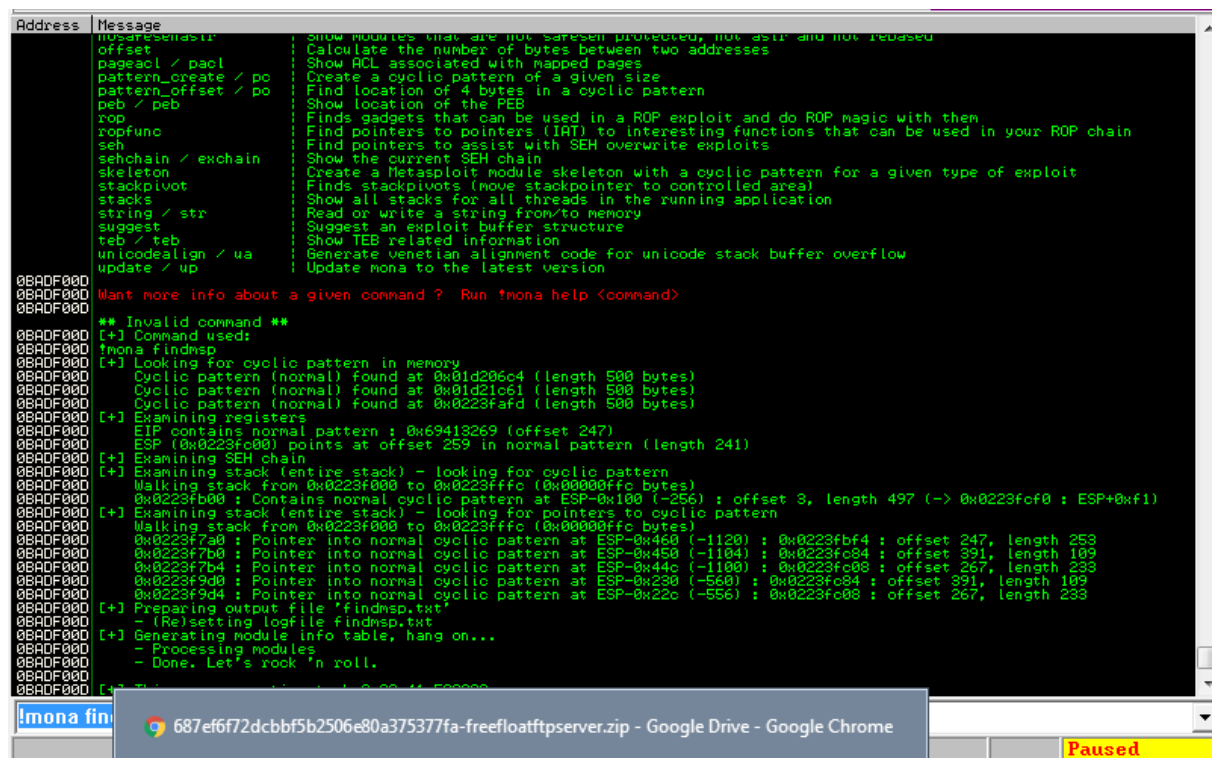 Address Message
nosafesehaslr | Show modules that are not safeseh protected, not aslr and not rebased
offset | Calculate the number of bytes between two addresses
pageacl / pacl | Show ACL associated with mapped pages
pattern_create / pc | Create a cyclic pattern of a given size
pattern_offset / po | Find location of 4 bytes in a cyclic pattern
peb / peb | Show location of the PEB
rop | Finds gadgets that can be used in a ROP exploit and do ROP magic with them
ropfunc | Find pointers to pointers (IAT) to interesting functions that can be used in your ROP chain
seh | Find pointers to assist with SEH overwrite exploits
sehchain / exchain | Show the current SEH chain
skeleton | Create a Metasploit module skeleton with a cyclic pattern for a given type of exploit
stackpivot | Finds stackpivots (move stackpointer to controlled area)
stacks | Show all stacks for all threads in the running application
string / str | Read or write a string from/to memory
suggest | Suggest an exploit buffer structure
teb / teb | Show TEB related information
unicodealign / ua | Generate venetian alignment code for unicode stack buffer overflow
update / up | Update mona to the latest version
0BADF00D
0BADF00D Want more info about a given command ? Run !mona help <command>
0BADF00D
** Invalid command **
0BADF00D [+] Command used:
0BADF00D !mona findmsp
0BADF00D [+] Looking for cyclic pattern in memory
0BADF00D Cyclic pattern (normal) found at 0x01d206c4 (length 500 bytes)
0BADF00D Cyclic pattern (normal) found at 0x01d21c61 (length 500 bytes)
0BADF00D Cyclic pattern (normal) found at 0x0223fafd (length 500 bytes)
0BADF00D [+] Examining registers
0BADF00D EIP contains normal pattern : 0x69413269 (offset 247)
0BADF00D ESP (0x0223fc00) points at offset 259 in normal pattern (length 241)
0BADF00D [+] Examining SEH chain
0BADF00D [+] Examining stack (entire stack) - looking for cyclic pattern
0BADF00D Walking stack from 0x0223f000 to 0x0223fffc (0x00000ffc bytes)
0BADF00D 0x0223fb00 : Contains normal cyclic pattern at ESP-0x100 (-256) : offset 3, length 497 (-> 0x0223fcf0 : ESP+0xf1)
0BADF00D [+] Examining stack (entire stack) - looking for pointers to cyclic pattern
0BADF00D Walking stack from 0x0223f000 to 0x0223fffc (0x00000ffc bytes)
0BADF00D 0x0223f7a0 : Pointer into normal cyclic pattern at ESP-0x460 (-1120) : 0x0223fbf4 : offset 247, length 253
0BADF00D 0x0223f7b0 : Pointer into normal cyclic pattern at ESP-0x450 (-1104) : 0x0223fc84 : offset 391, length 109
0BADF00D 0x0223f7b4 : Pointer into normal cyclic pattern at ESP-0x44c (-1100) : 0x0223fc08 : offset 267, length 233
0BADF00D 0x0223f9d0 : Pointer into normal cyclic pattern at ESP-0x230 (-560) : 0x0223fc84 : offset 391, length 109
0BADF00D 0x0223f9d4 : Pointer into normal cyclic pattern at ESP-0x22c (-556) : 0x0223fc08 : offset 267, length 233
0BADF00D [+] Preparing output file 'findmsp.txt'
0BADF00D - (Re)setting logfile findmsp.txt
0BADF00D [+] Generating module info table, hang on...
0BADF00D - Processing modules
0BADF00D - Done. Let's rock 'n roll.
0BADF00D
0BADF00D [+]
!mona fin
687ef6f72dcbbf5b2506e80a375377fa-freefloatftpserver.zip - Google Drive - Google Chrome
Paused